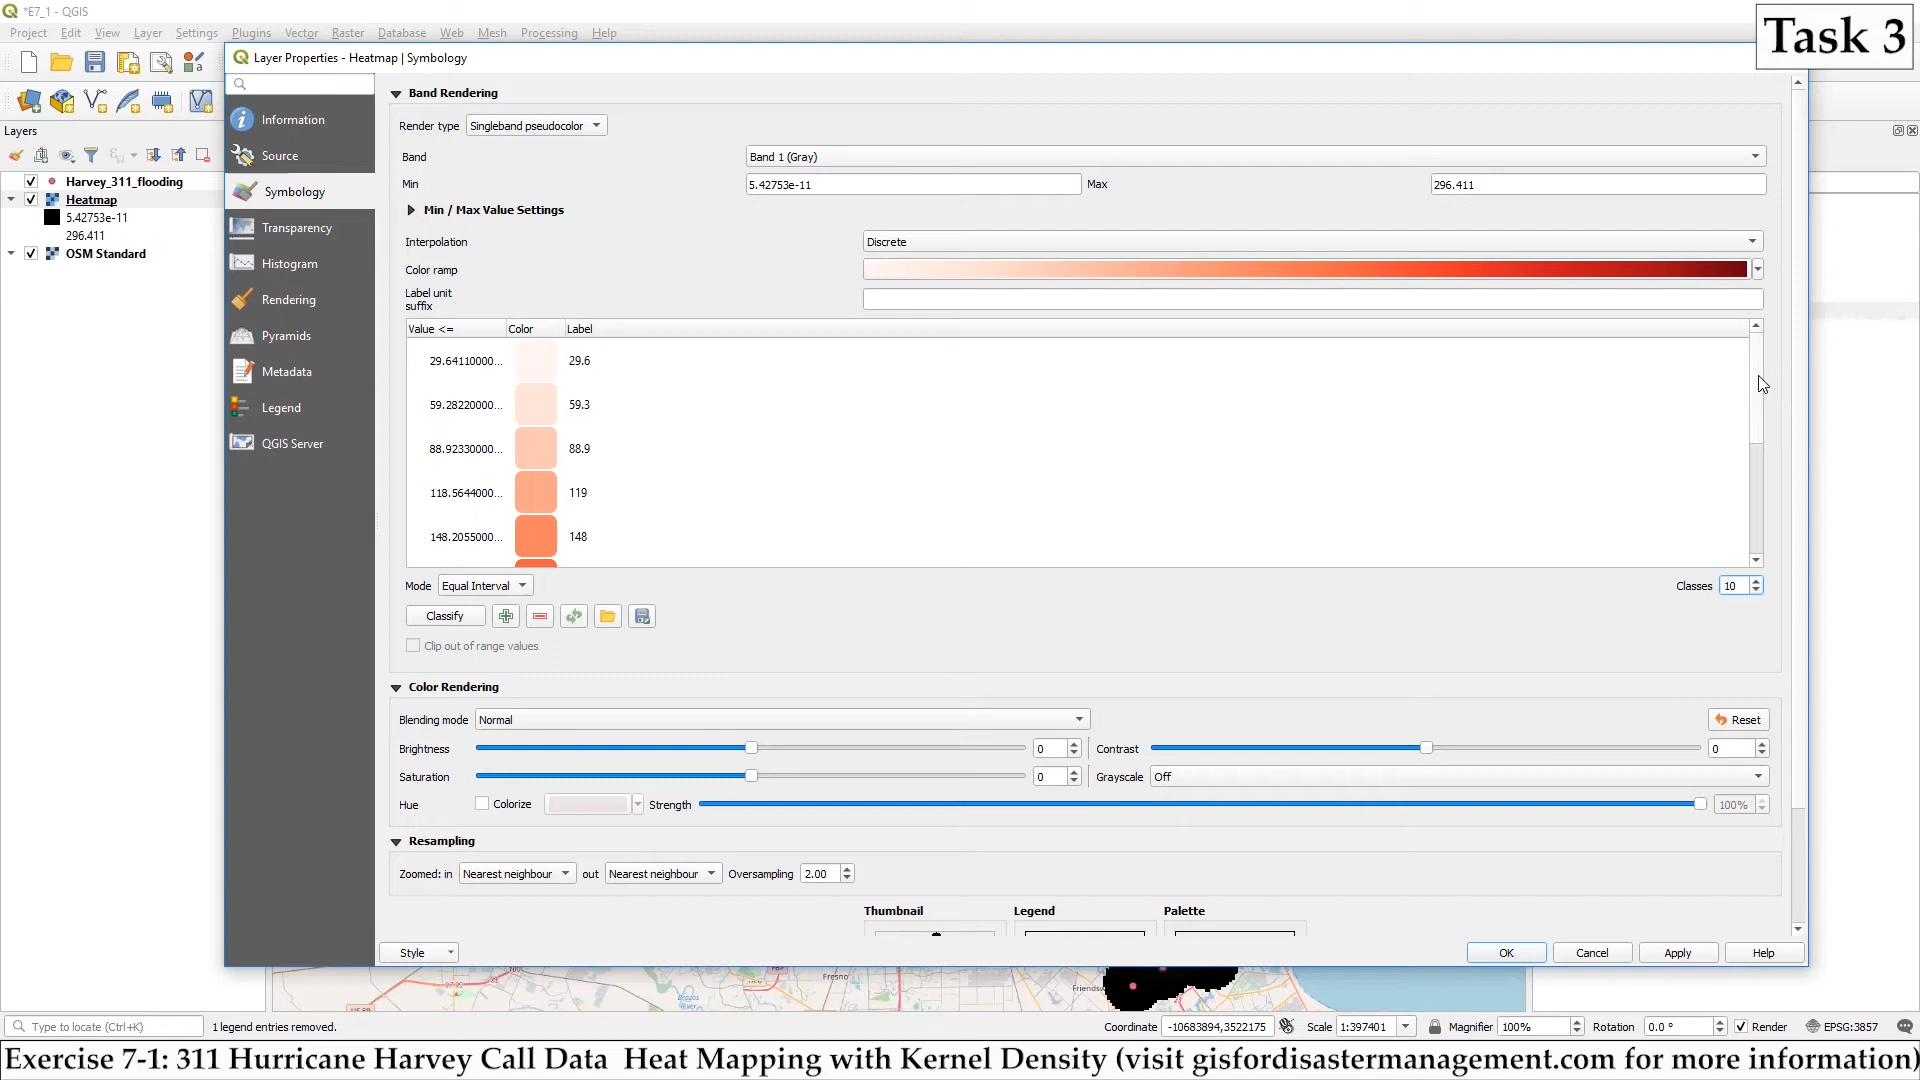 *E7_1 - QGIS
Task 3
Project Edit View Layer Settings Plugins Vector Raster Database Web Mesh Processing Help
Layer Properties - Heatmap | Symbology
Layers
Harvey_311_flooding
Heatmap
5.42753e-11
296.411
OSM Standard
Information
Source
Symbology
Transparency
Histogram
Rendering
Pyramids
Metadata
Legend
QGIS Server
Band Rendering
Render type Singleband pseudocolor
Band Band 1 (Gray)
Min 5.42753e-11 Max 296.411
Min / Max Value Settings
Interpolation Discrete
Color ramp
Label unit
suffix
Value <= Color Label
29.64110000... 29.6
59.28220000... 59.3
88.92330000... 88.9
118.5644000... 119
148.2055000... 148
Mode Equal Interval Classes 10
Classify
Clip out of range values
Color Rendering
Blending mode Normal Reset
Brightness 0 Contrast 0
Saturation 0 Grayscale Off
Hue Colorize Strength 100%
Resampling
Zoomed: in Nearest neighbour out Nearest neighbour Oversampling 2.00
Thumbnail Legend Palette
Style OK Cancel Apply Help
Fresno
Brazos
River
Friends
Type to locate (Ctrl+K) 1 legend entries removed. Coordinate -10683894,3522175 Scale 1:397401 Magnifier 100% Rotation 0.0 ° Render EPSG:3857
Exercise 7-1: 311 Hurricane Harvey Call Data Heat Mapping with Kernel Density (visit gisfordisastermanagement.com for more information)